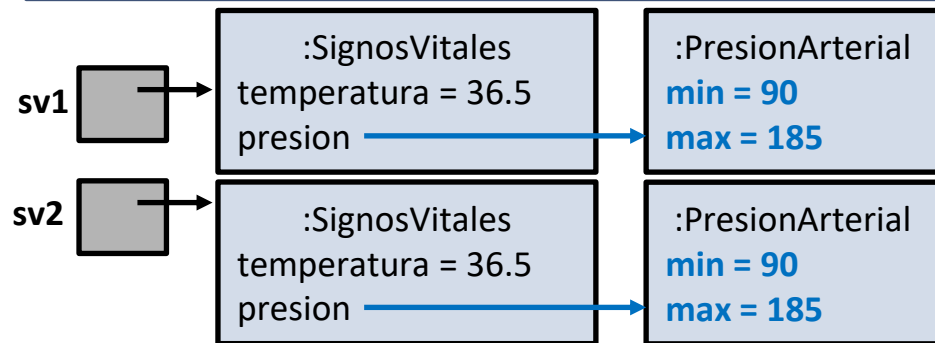 sv1
:SignosVitales
temperatura = 36.5
presion
:PresionArterial
min = 90
max = 185
sv2
:SignosVitales
temperatura = 36.5
presion
:PresionArterial
min = 90
max = 185